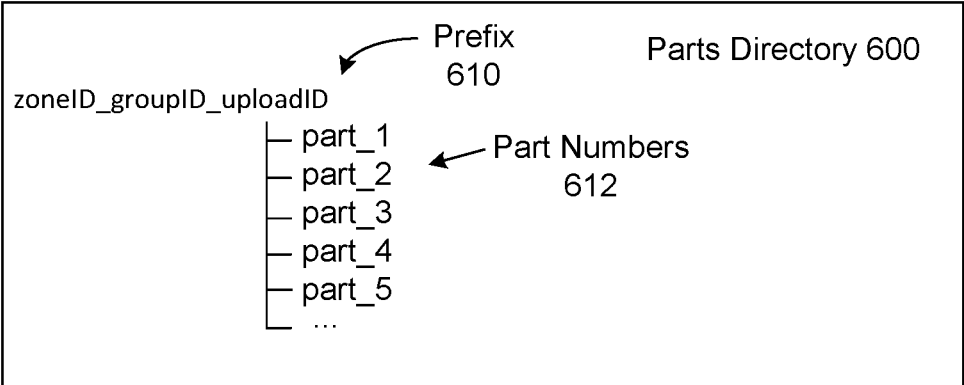 Prefix
610
Parts Directory 600
zoneID_groupID_uploadID
part_1
part_2
Part Numbers
612
part_3
part_4
part_5
...